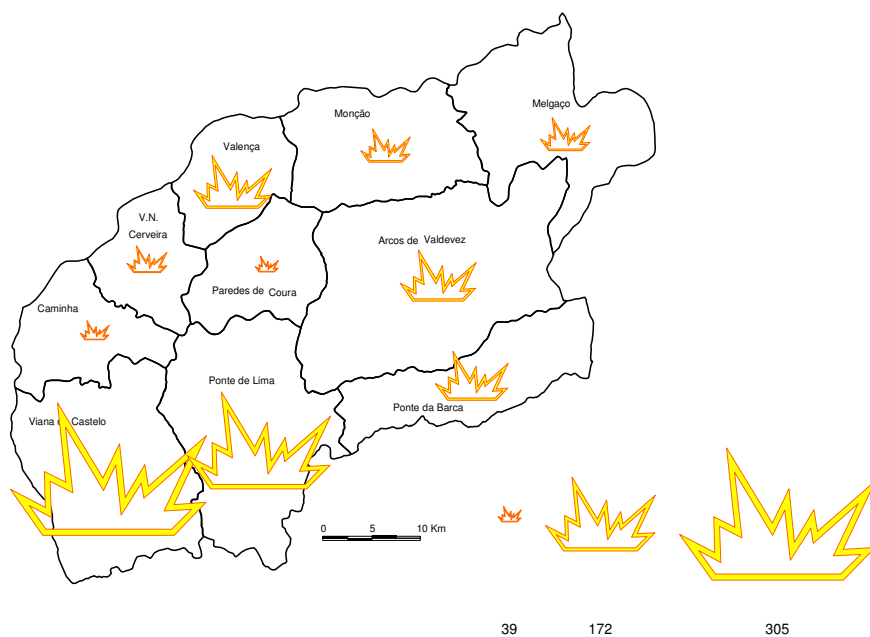 Melgaço
Monção
Valença
V.N.
Cerveira
Arcos de Valdevez
Paredes de Coura
Caminha
Ponte de Lima
Ponte da Barca
Viana Castelo
0 5 10 Km
39 172 305